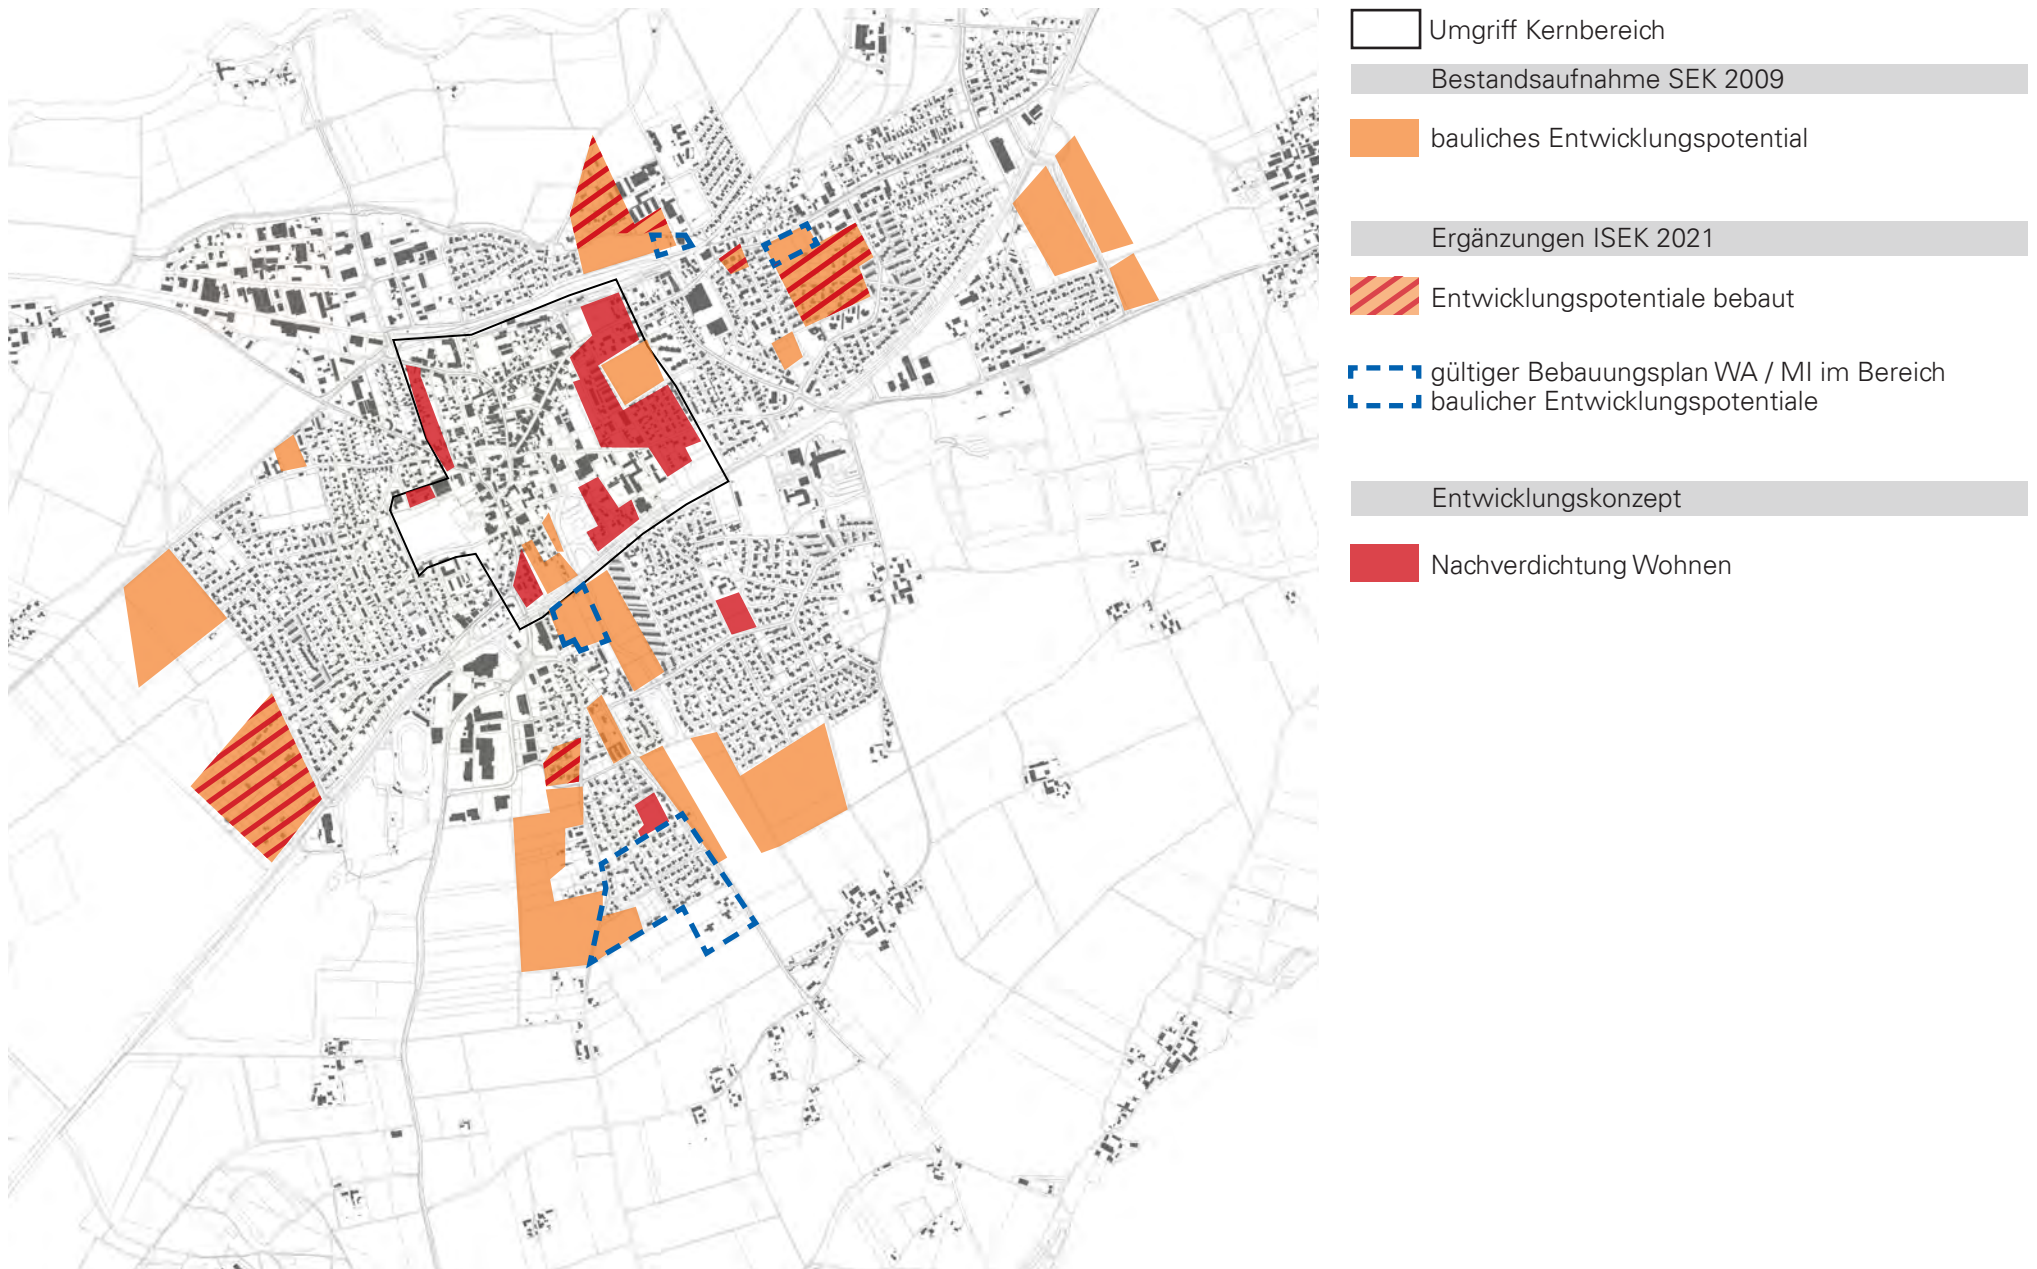 Umgriff Kernbereich
Bestandsaufnahme SEK 2009
bauliches Entwicklungspotential
Ergänzungen ISEK 2021
Entwicklungspotentiale bebaut
gültiger Bebauungsplan WA / MI im Bereich
baulicher Entwicklungspotentiale
Entwicklungskonzept
Nachverdichtung Wohnen